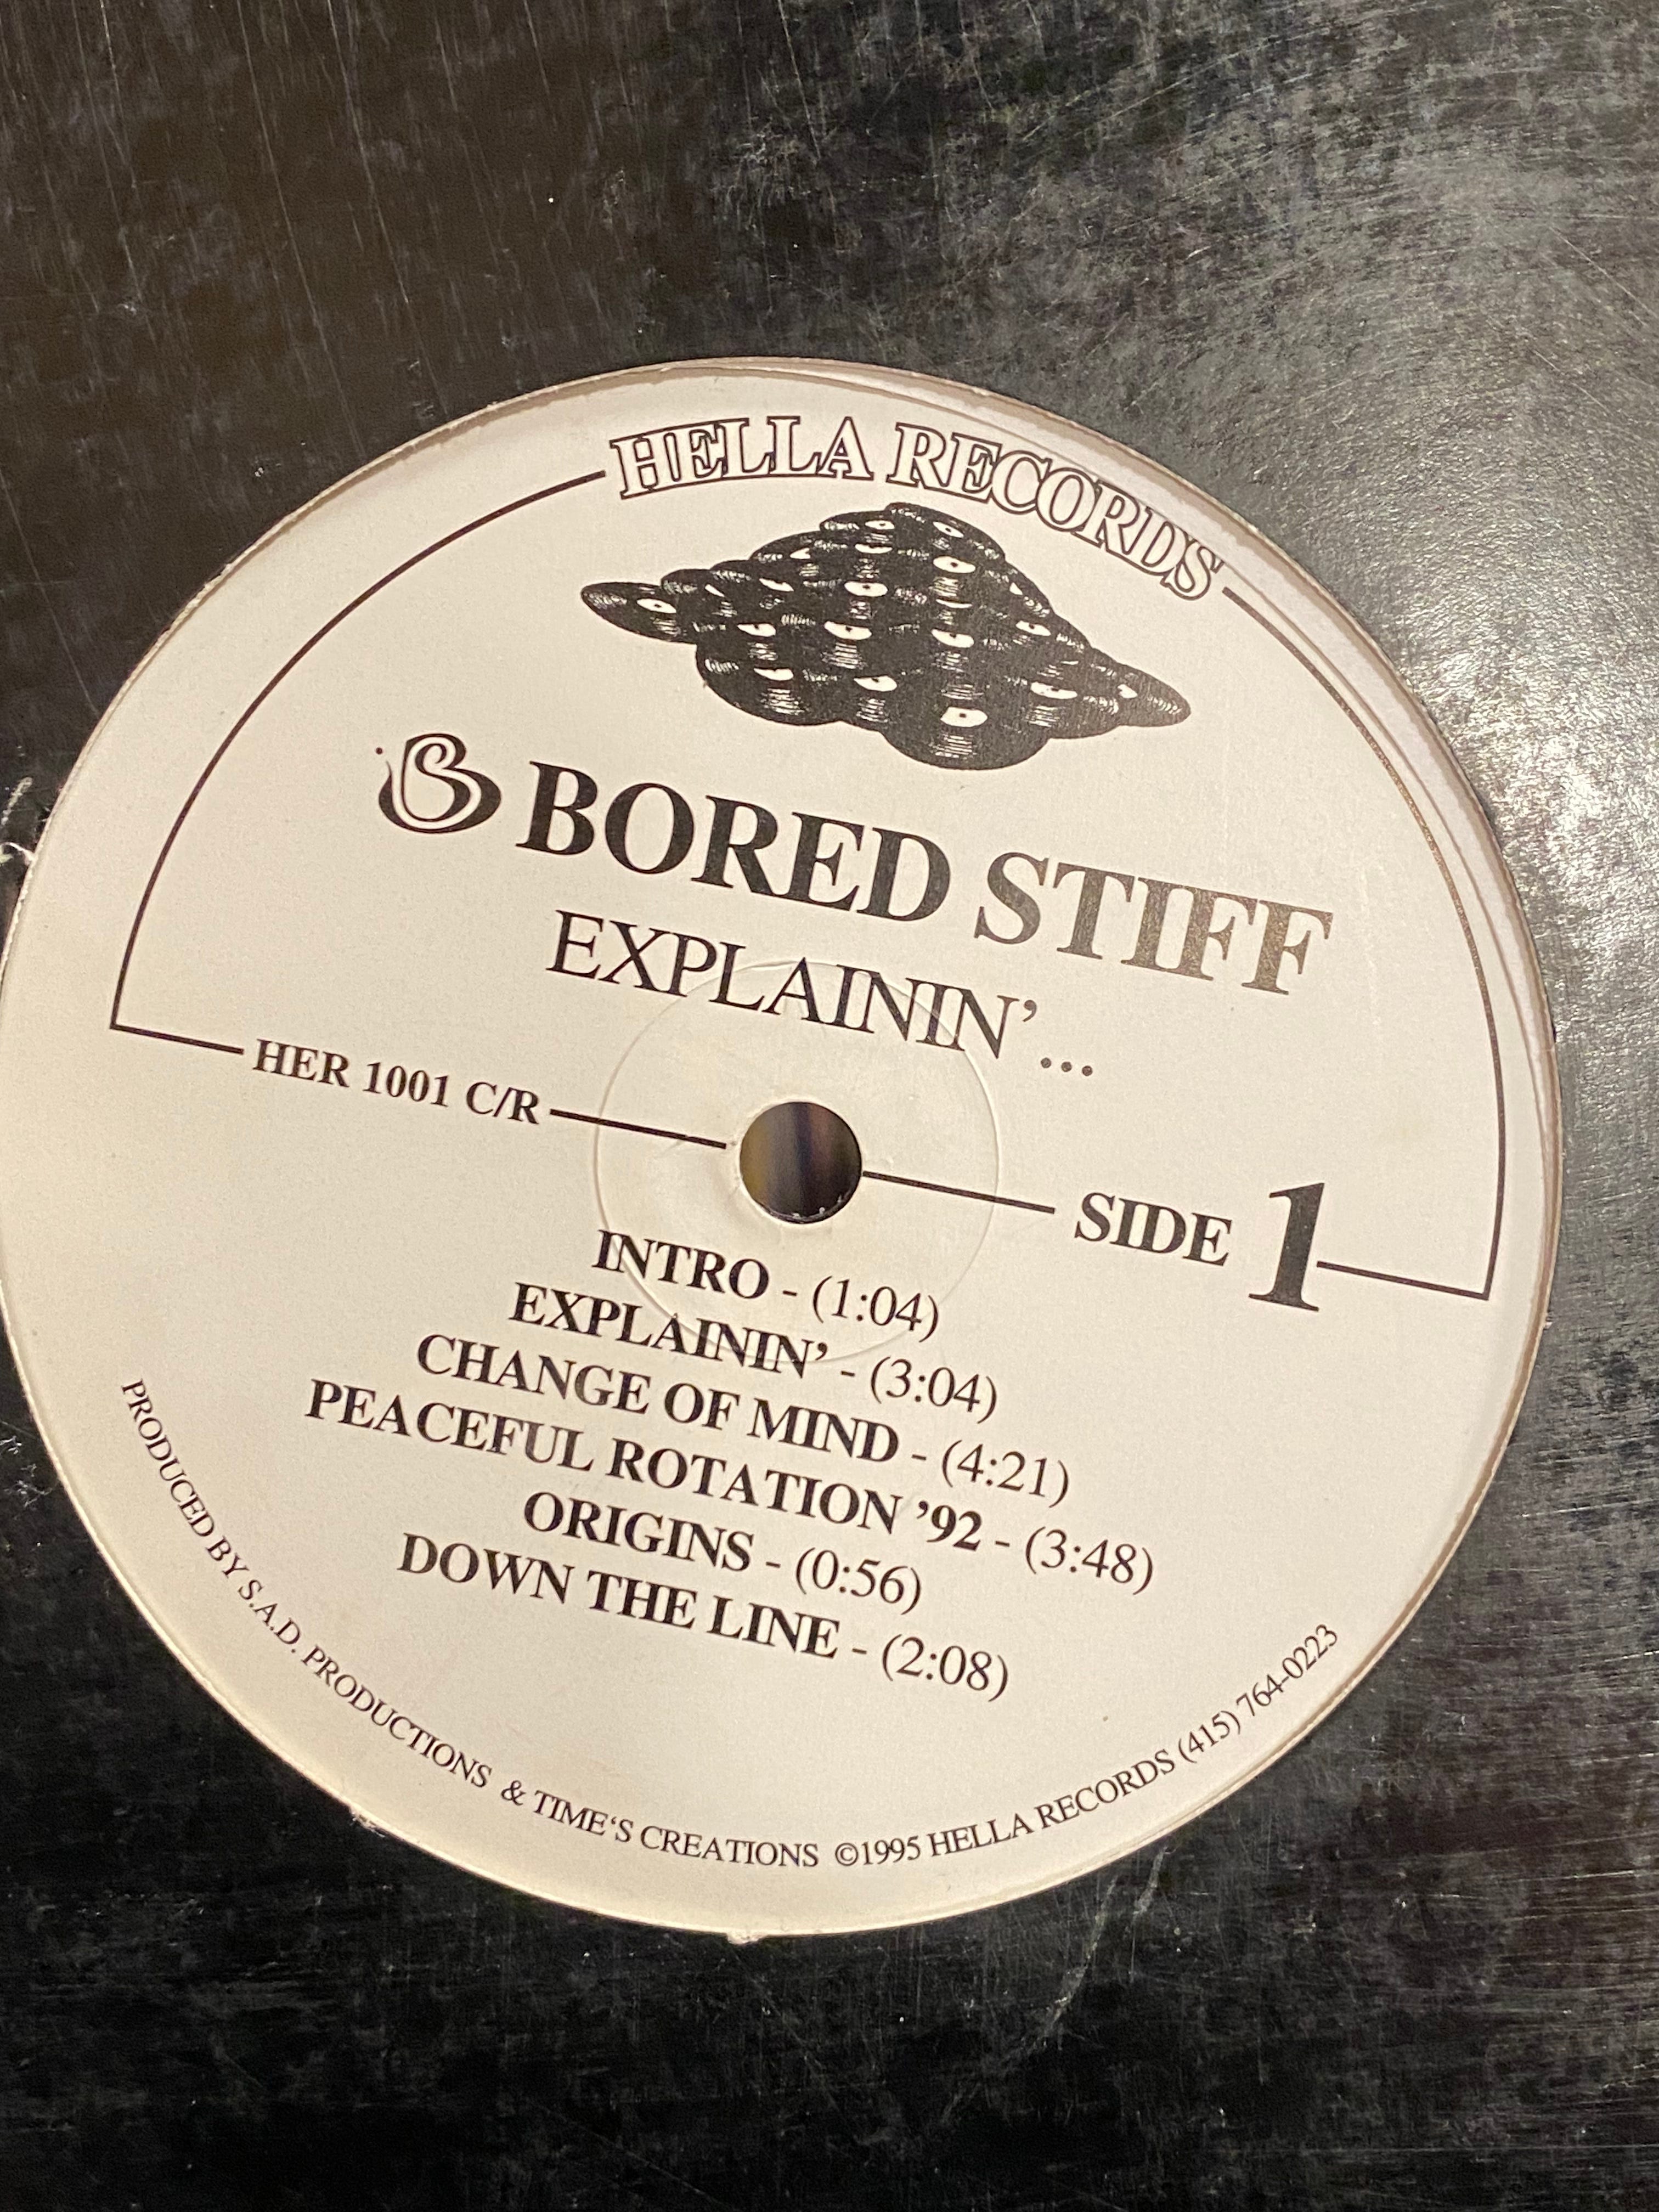 HELLA RECORDS
B BORED STIFF
EXPLAININ' ...
HER 1001 C/R
SIDE 1
INTRO - (1:04)
EXPLAININ' - (3:04)
CHANGE OF MIND - (4:21)
PEACEFUL ROTATION '92 - (3:48)
ORIGINS - (0:56)
DOWN THE LINE - (2:08)
PRODUCED BY S.A.D. PRODUCTIONS & TIME'S CREATIONS ©1995 HELLA RECORDS (415) 764-0223